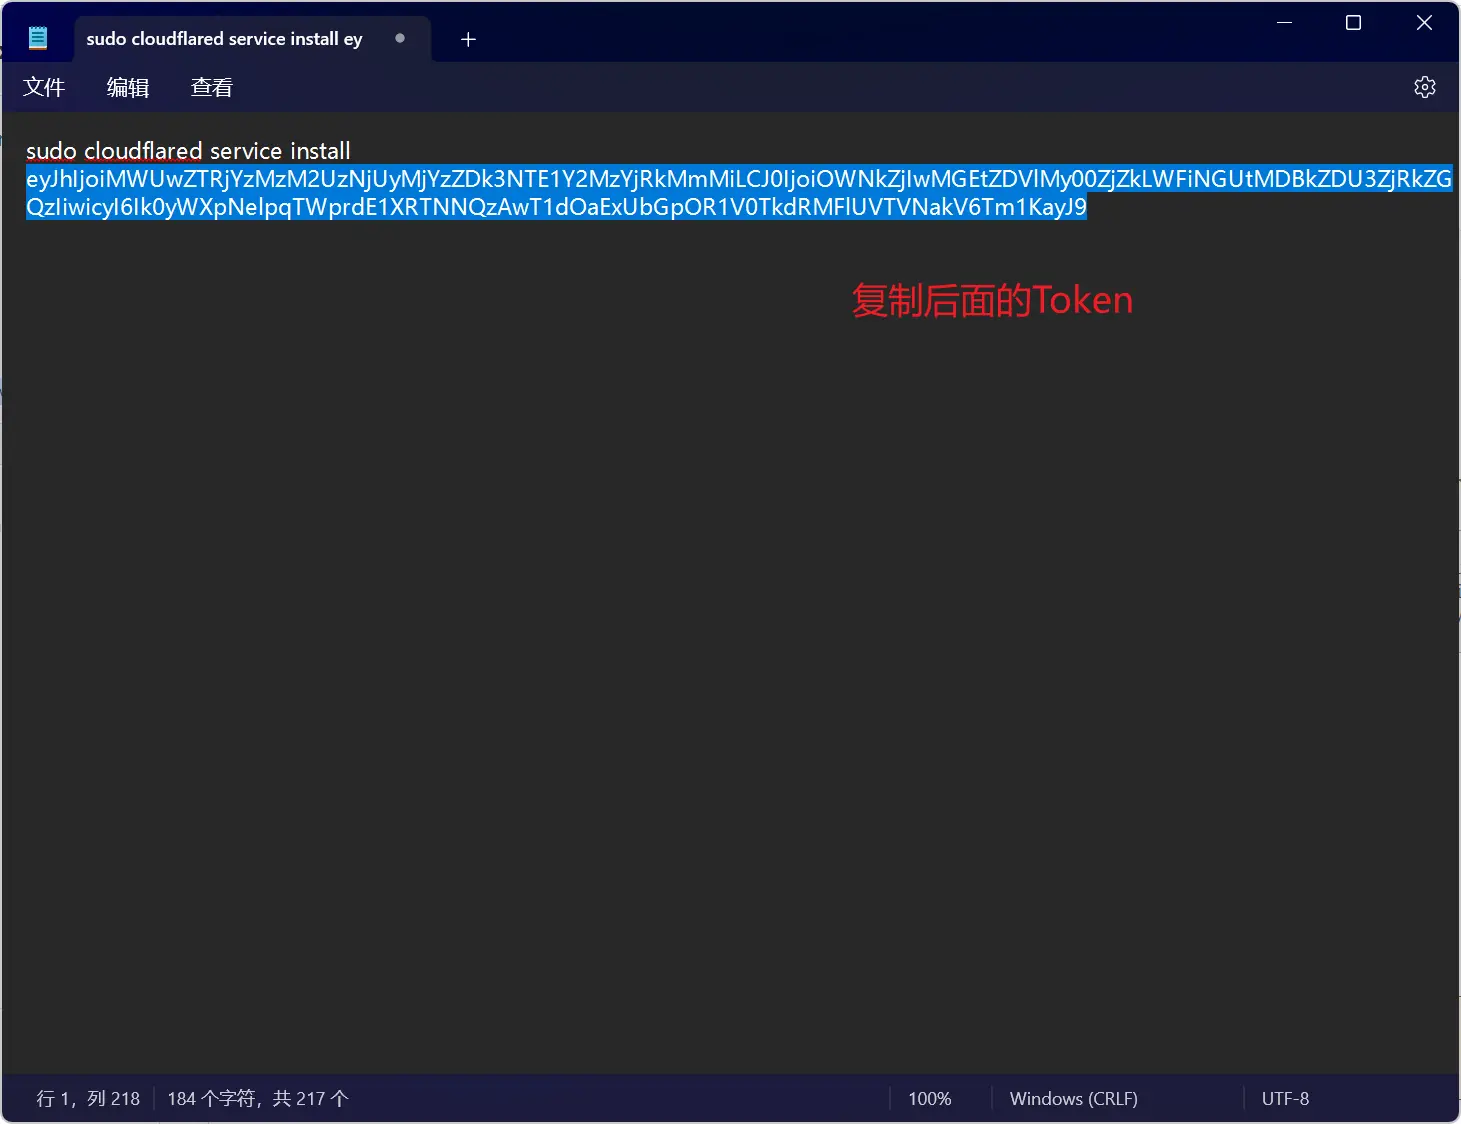 sudo cloudflared service install ey
文件 编辑 查看
sudo cloudflared service install
eyJhIjoiMWUwZTRjYzMzM2UzNjUyMjYzZDk3NTE1Y2MzYjRkMmMiLCJ0IjoiOWNkZjIwMGEtZDVlMy00ZjZkLWFiNGUtMDBkZDU3ZjRkZG
QzIiwicyI6Ik0yWXpNelpqTWprdE1XRTNNQzAwT1dOaExUbGpOR1V0TkdRMFlUVTVNakV6Tm1KayJ9
复制后面的Token
行 1，列 218 184 个字符，共 217 个 100% Windows (CRLF) UTF-8